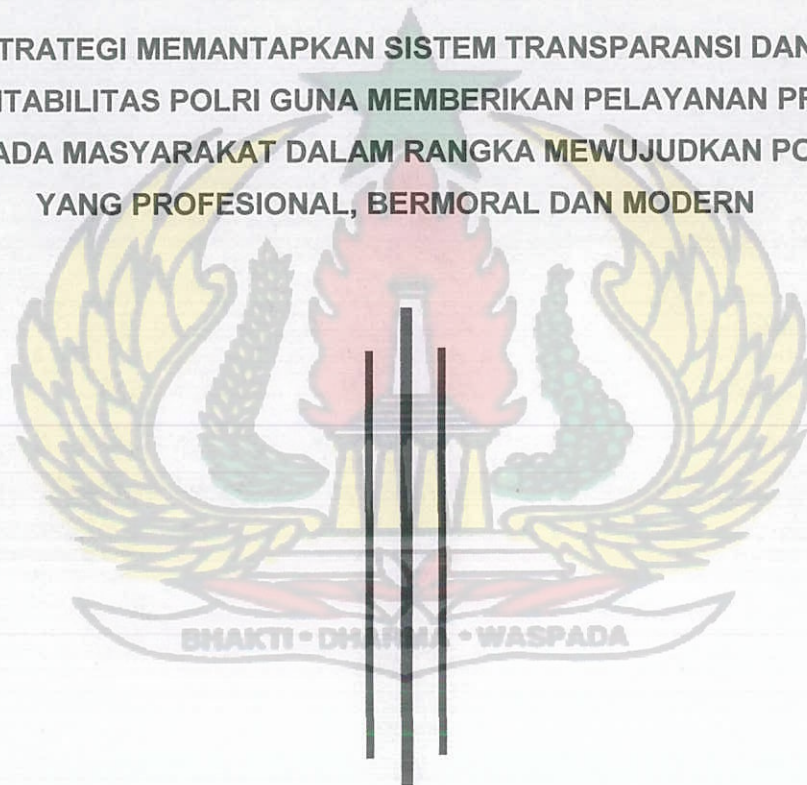 TRATEGI MEMANTAPKAN SISTEM TRANSPARANSI DAN
NTABILITAS POLRI GUNA MEMBERIKAN PELAYANAN PR
ADA MASYARAKAT DALAM RANGKA MEWUJUDKAN PO
YANG PROFESIONAL, BERMORAL DAN MODERN
BHAKTI • DHARMA • WASPADA